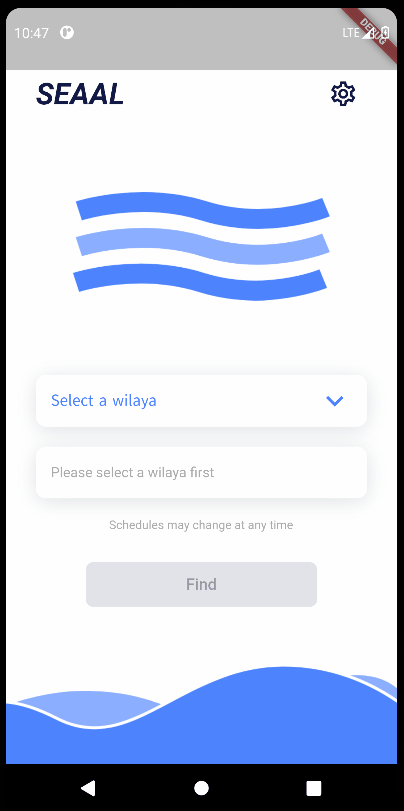 10:47
LTE
DEBUG
SEAAL
Select a wilaya
Please select a wilaya first
Schedules may change at any time
Find